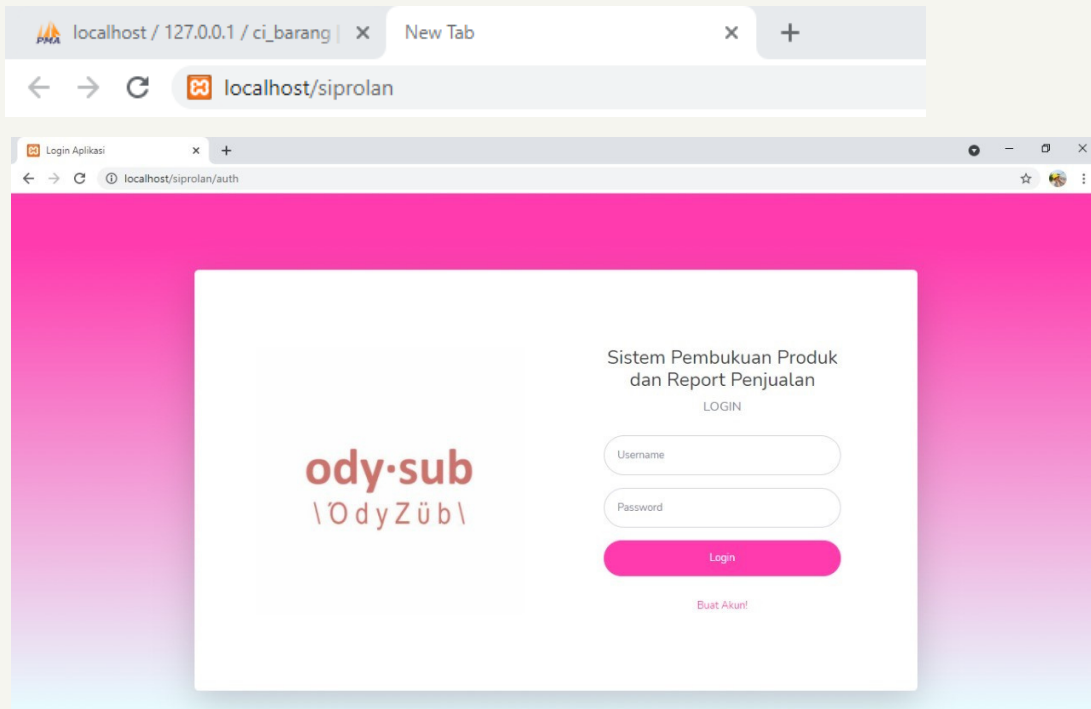 localhost / 127.0.0.1 / ci_barang |
New Tab
localhost/siprolan
Login Aplikasi
localhost/siprolan/auth
Sistem Pembukuan Produk
dan Report Penjualan
LOGIN
ody·sub
\ÖdyZüb\
Username
Password
Login
Buat Akun!